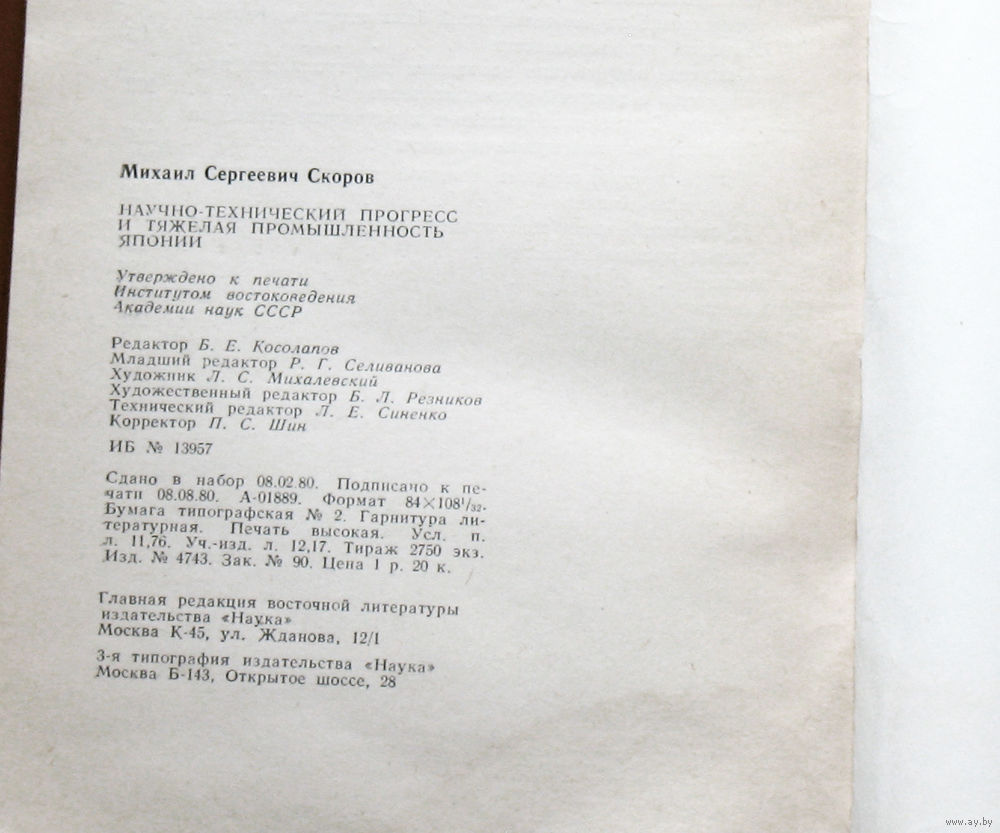 Михаил Сергеевич Скоров
НАУЧНО-ТЕХНИЧЕСКИЙ ПРОГРЕСС
И ТЯЖЕЛАЯ ПРОМЫШЛЕННОСТЬ
ЯПОНИИ
Утверждено к печати
Институтом востоковедения
Академии наук СССР
Редактор Б. Е. Косолапов
Младший редактор Р. Г. Селиванова
Художник Л. С. Михалевский
Художественный редактор Б. Л. Резников
Технический редактор Л. Е. Синенко
Корректор П. С. Шин
ИБ № 13957
Сдано в набор 08.02.80. Подписано к пе-
чати 08.08.80. А-01889. Формат 84×108¹/₃₂.
Бумага типографская № 2. Гарнитура ли-
тературная. Печать высокая. Усл. п.
л. 11,76. Уч.-изд. л. 12,17. Тираж 2750 экз.
Изд. № 4743. Зак. № 90. Цена 1 р. 20 к.
Главная редакция восточной литературы
издательства «Наука»
Москва К-45, ул. Жданова, 12/1
3-я типография издательства «Наука»
Москва Б-143, Открытое шоссе, 28
www.ay.by